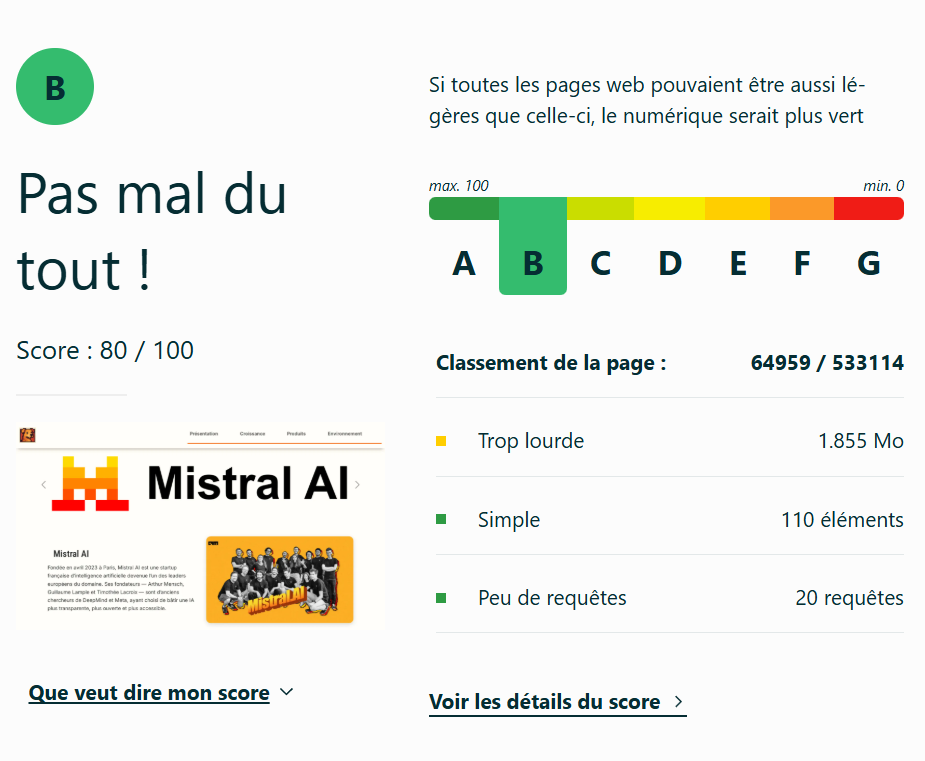 B
Pas mal du
tout !
Score : 80 / 100
Présentation Croissance Produits Environnement
Mistral AI
Mistral AI
Fondée en avril 2023 à Paris, Mistral AI est une startup
française d'intelligence artificielle devenue l'un des leaders
européens du domaine. Ses fondateurs — Arthur Mensch,
Guillaume Lample et Timothée Lacroix — sont d'anciens
chercheurs de DeepMind et Meta, ayant choisi de bâtir une IA
plus transparente, plus ouverte et plus accessible.
MISTRAL AI
Que veut dire mon score
Si toutes les pages web pouvaient être aussi lé-
gères que celle-ci, le numérique serait plus vert
max. 100 min. 0
A B C D E F G
Classement de la page : 64959 / 533114
Trop lourde 1.855 Mo
Simple 110 éléments
Peu de requêtes 20 requêtes
Voir les détails du score